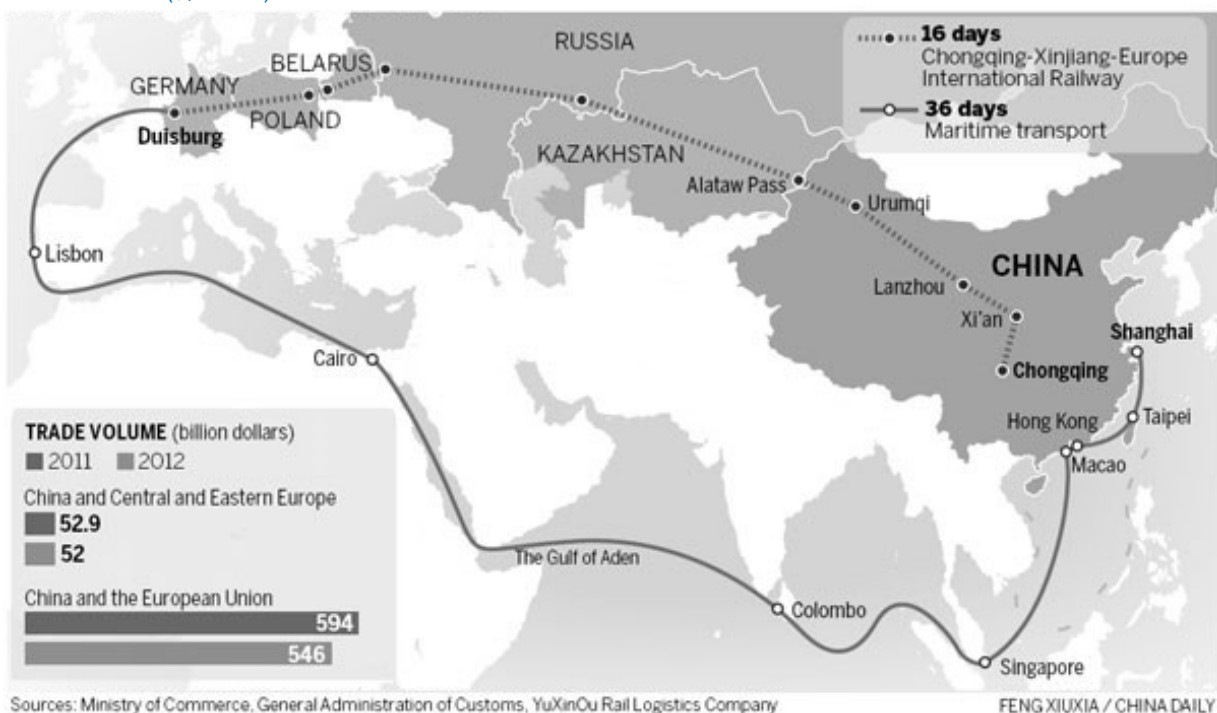 RUSSIA
BELARUS
GERMANY
POLAND
Duisburg
KAZAKHSTAN
Alataw Pass
Urumqi
CHINA
Lanzhou
Xi'an
Chongqing
Shanghai
Taipei
Hong Kong
Macao
Lisbon
Cairo
The Gulf of Aden
Colombo
Singapore
16 days
Chongqing-Xinjiang-Europe
International Railway
36 days
Maritime transport
TRADE VOLUME (billion dollars)
2011 2012
China and Central and Eastern Europe
52.9
52
China and the European Union
594
546
Sources: Ministry of Commerce, General Administration of Customs, YuXinOu Rail Logistics Company
FENG XIUXIA / CHINA DAILY